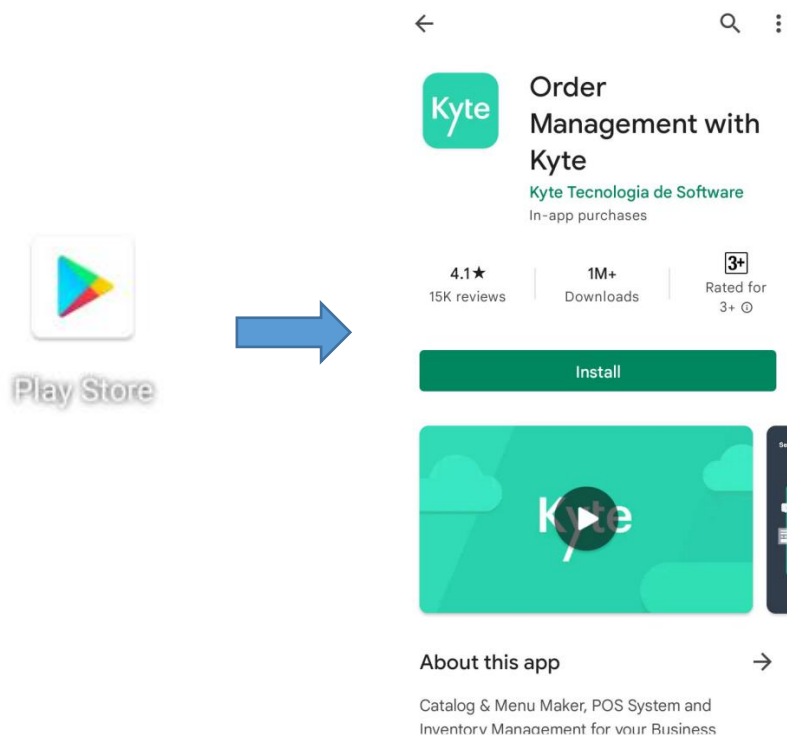 Play Store
Kyte
Order
Management with
Kyte
Kyte Tecnologia de Software
In-app purchases
4.1★
15K reviews
1M+
Downloads
3+
Rated for
3+
Install
Kyte
About this app
Catalog & Menu Maker, POS System and
Inventory Management for your Business